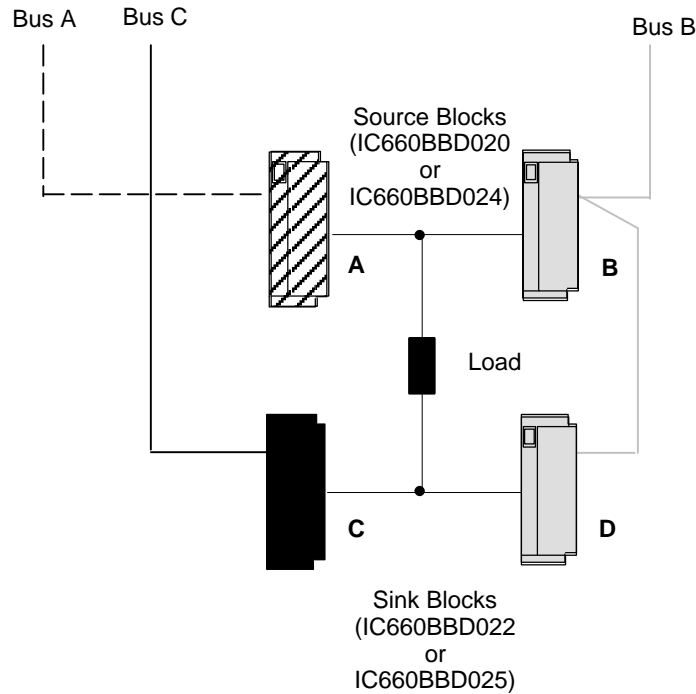 Bus A
Bus C
Bus B
Source Blocks
(IC660BBD020
or
IC660BBD024)
A
B
Load
C
D
Sink Blocks
(IC660BBD022
or
IC660BBD025)